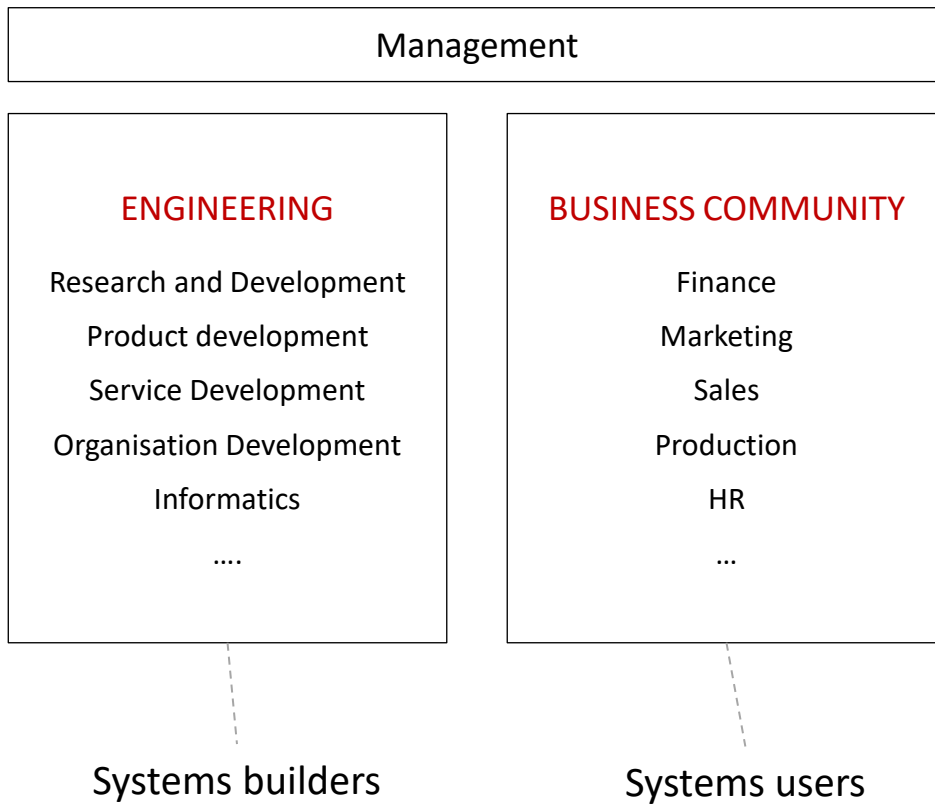 Management
ENGINEERING
Research and Development
Product development
Service Development
Organisation Development
Informatics
....
Systems builders
BUSINESS COMMUNITY
Finance
Marketing
Sales
Production
HR
...
Systems users